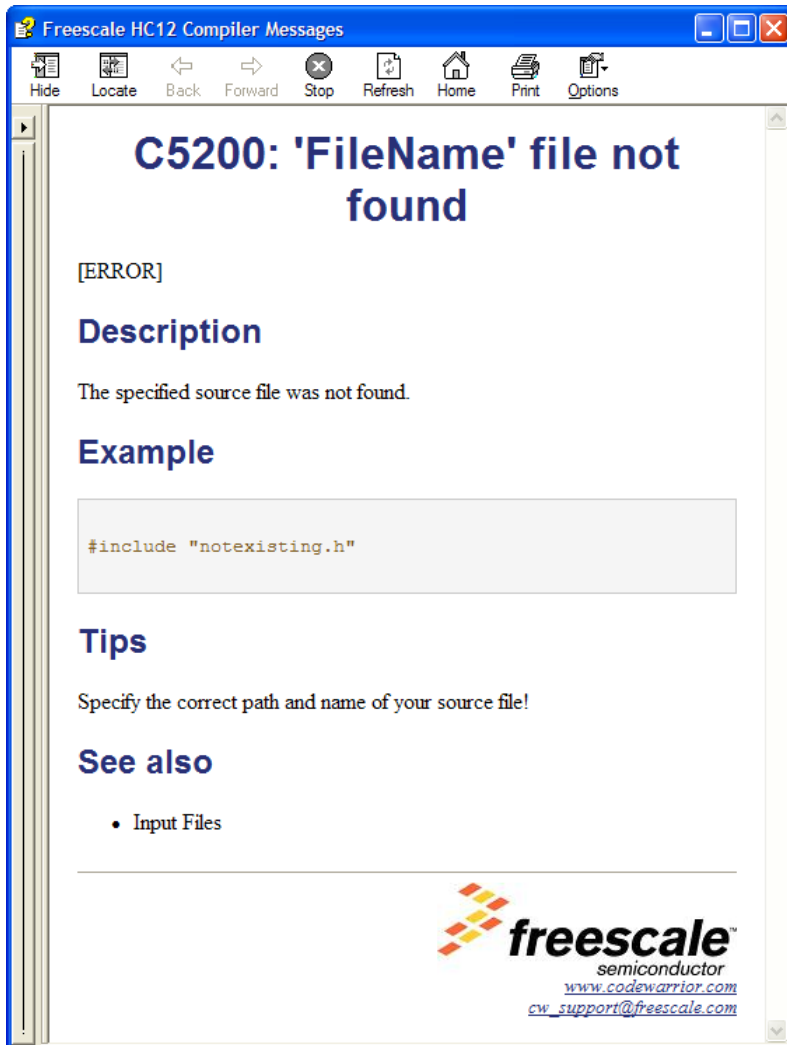 Freescale HC12 Compiler Messages
Hide Locate Back Forward Stop Refresh Home Print Options
C5200: 'FileName' file not
found
[ERROR]
Description
The specified source file was not found.
Example
#include "notexisting.h"
Tips
Specify the correct path and name of your source file!
See also
• Input Files
freescale™
semiconductor
www.codewarrior.com
cw_support@freescale.com